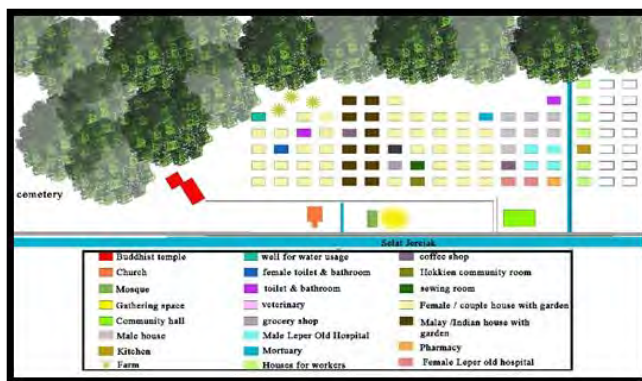 cemetery
Selat Jerejak
Buddhist temple
Church
Mosque
Gathering space
Community hall
Male house
Kitchen
Farm
well for water usage
female toilet & bathroom
toilet & bathroom
veterinary
grocery shop
Male Leper Old Hospital
Mortuary
Houses for workers
coffee shop
Hokkien community room
sewing room
Female / couple house with garden
Malay /Indian house with
garden
Pharmacy
Female Leper old hospital